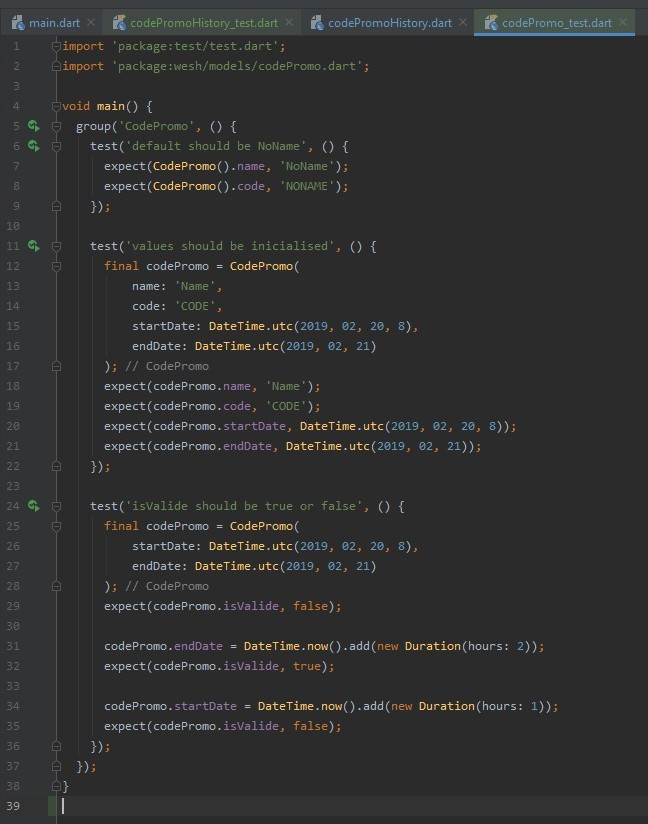 main.dart codePromoHistory_test.dart codePromoHistory.dart codePromo_test.dart
1 import 'package:test/test.dart';
2 import 'package:wesh/models/codePromo.dart';
3
4 void main() {
5 group('CodePromo', () {
6 test('default should be NoName', () {
7 expect(CodePromo().name, 'NoName');
8 expect(CodePromo().code, 'NONAME');
9 });
10
11 test('values should be inicialised', () {
12 final codePromo = CodePromo(
13 name: 'Name',
14 code: 'CODE',
15 startDate: DateTime.utc(2019, 02, 20, 8),
16 endDate: DateTime.utc(2019, 02, 21)
17 ); // CodePromo
18 expect(codePromo.name, 'Name');
19 expect(codePromo.code, 'CODE');
20 expect(codePromo.startDate, DateTime.utc(2019, 02, 20, 8));
21 expect(codePromo.endDate, DateTime.utc(2019, 02, 21));
22 });
23
24 test('isValide should be true or false', () {
25 final codePromo = CodePromo(
26 startDate: DateTime.utc(2019, 02, 20, 8),
27 endDate: DateTime.utc(2019, 02, 21)
28 ); // CodePromo
29 expect(codePromo.isValide, false);
30
31 codePromo.endDate = DateTime.now().add(new Duration(hours: 2));
32 expect(codePromo.isValide, true);
33
34 codePromo.startDate = DateTime.now().add(new Duration(hours: 1));
35 expect(codePromo.isValide, false);
36 });
37 });
38 }
39